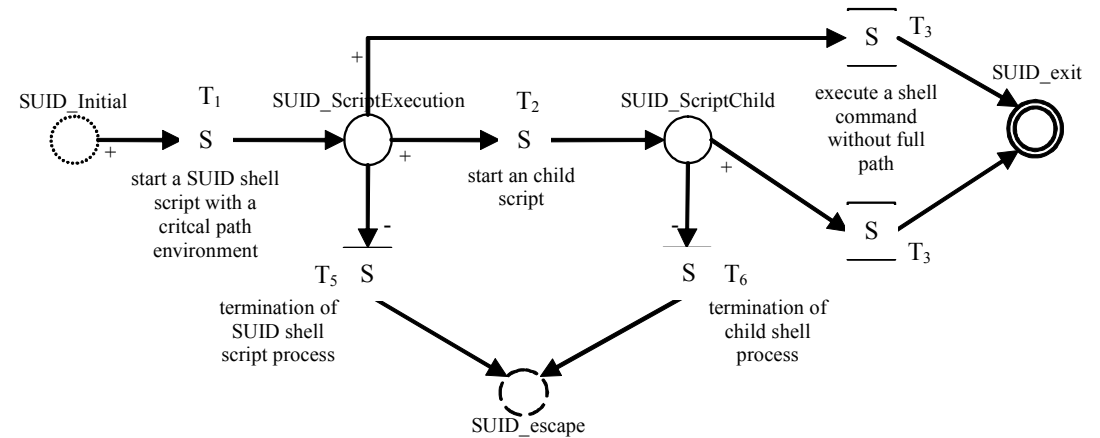 T3
S
SUID_exit
+
SUID_Initial
T1
SUID_ScriptExecution
T2
SUID_ScriptChild
execute a shell
command
without full
path
+
S
+
S
+
start a SUID shell
script with a
critcal path
environment
start an child
script
-
-
S
T3
T5
S
S
T6
termination of
SUID shell
script process
termination of
child shell
process
SUID_escape